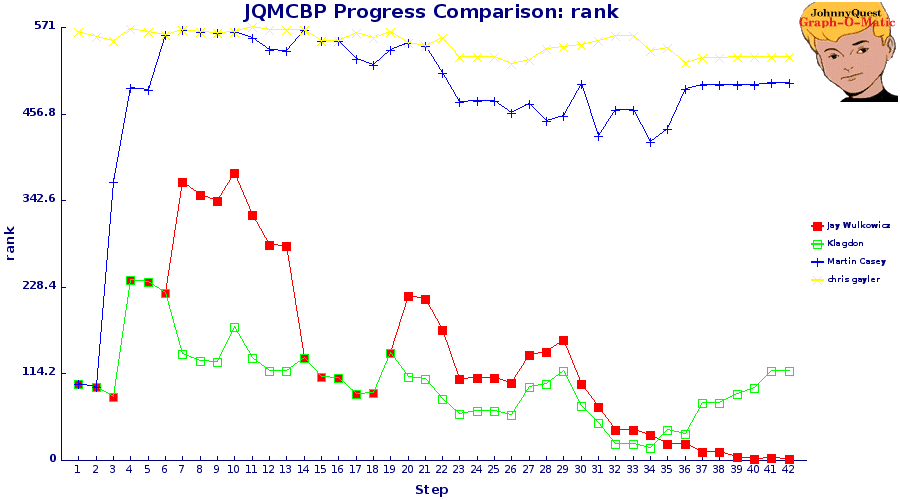 JQMCBP Progress Comparison: rank
JohnnyQuest
Graph-O-Matic
571
456.8
342.6
228.4
114.2
0
rank
1 2 3 4 5 6 7 8 9 10 11 12 13 14 15 16 17 18 19 20 21 22 23 24 25 26 27 28 29 30 31 32 33 34 35 36 37 38 39 40 41 42
Step
Jay Wulkowicz
Klagdon
Martin Casey
chris gayler